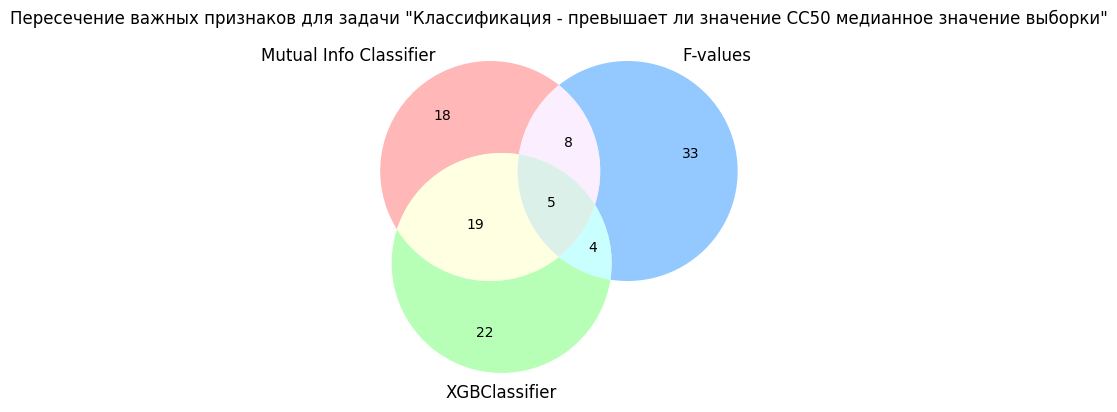 Пересечение важных признаков для задачи "Классификация - превышает ли значение CC50 медианное значение выборки"
Mutual Info Classifier
F-values
18
8
33
5
19
4
22
XGBClassifier